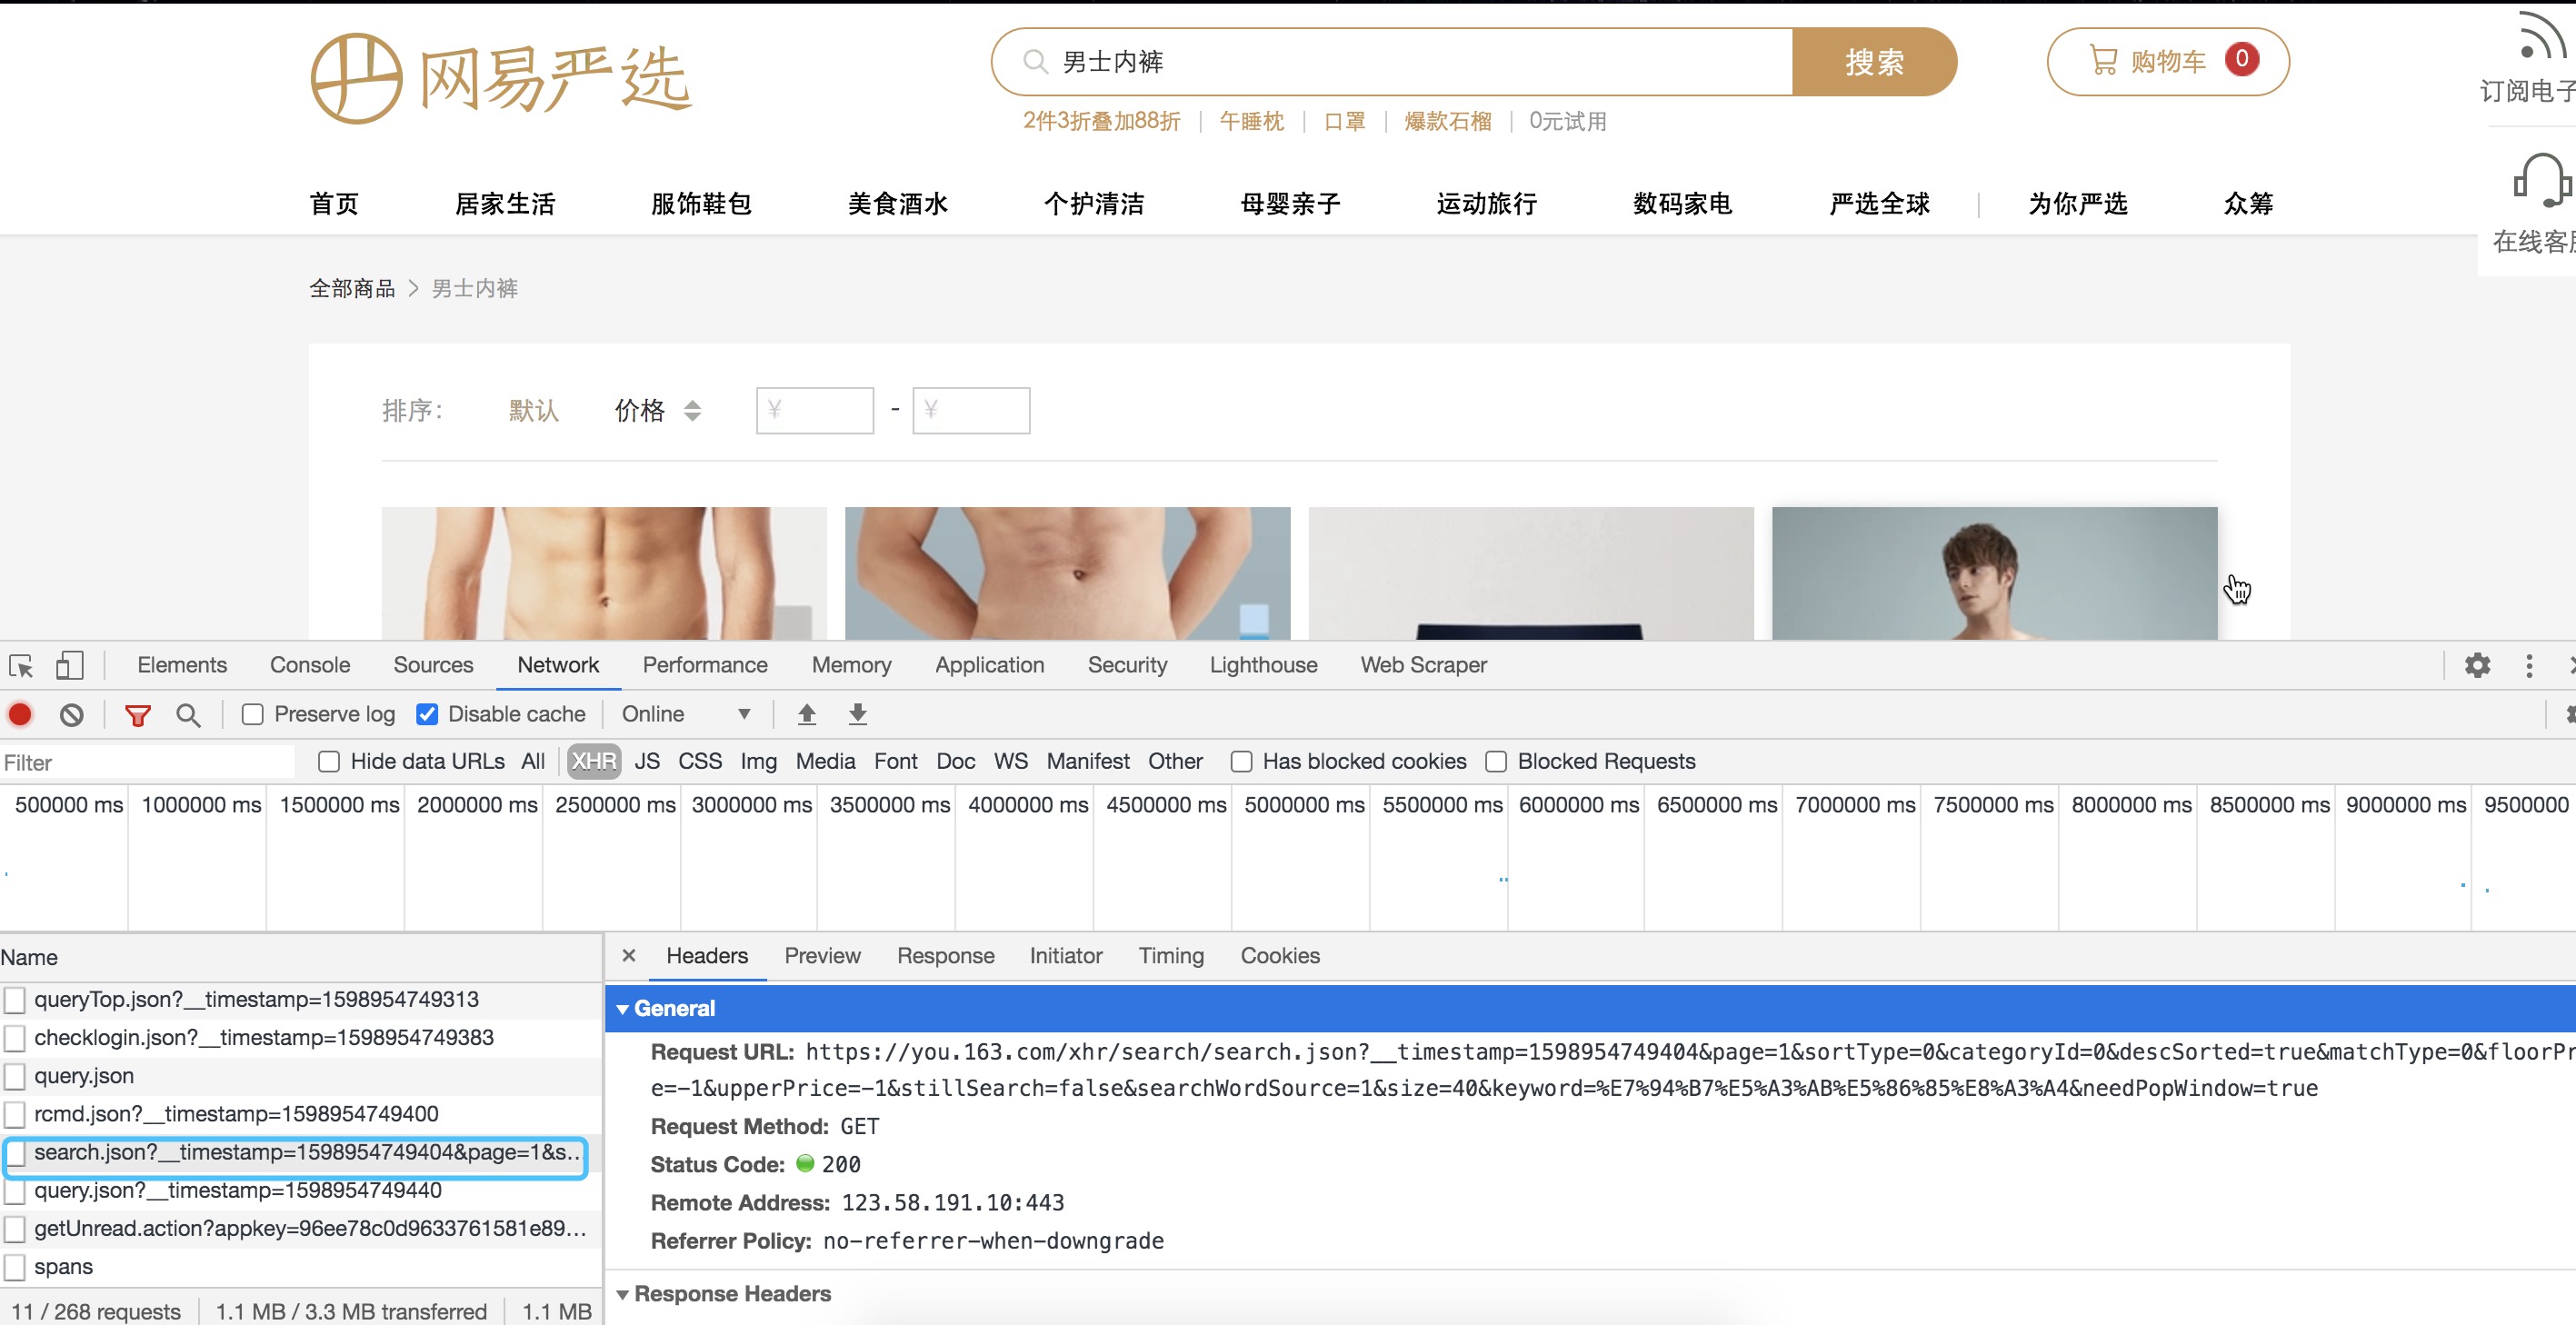 网易严选
男士内裤
搜索
购物车 0
订阅电子
2件3折叠加88折 | 午睡枕 | 口罩 | 爆款石榴 | 0元试用
首页 居家生活 服饰鞋包 美食酒水 个护清洁 母婴亲子 运动旅行 数码家电 严选全球 | 为你严选 众筹
在线客服
全部商品 > 男士内裤
排序: 默认 价格 ¥ - ¥
Elements Console Sources Network Performance Memory Application Security Lighthouse Web Scraper
Preserve log Disable cache Online
Filter Hide data URLs All XHR JS CSS Img Media Font Doc WS Manifest Other Has blocked cookies Blocked Requests
500000 ms 1000000 ms 1500000 ms 2000000 ms 2500000 ms 3000000 ms 3500000 ms 4000000 ms 4500000 ms 5000000 ms 5500000 ms 6000000 ms 6500000 ms 7000000 ms 7500000 ms 8000000 ms 8500000 ms 9000000 ms 9500000
Name
queryTop.json?__timestamp=1598954749313
checklogin.json?__timestamp=1598954749383
query.json
rcmd.json?__timestamp=1598954749400
search.json?__timestamp=1598954749404&page=1&s...
query.json?__timestamp=1598954749440
getUnread.action?appkey=96ee78c0d9633761581e89...
spans
11 / 268 requests 1.1 MB / 3.3 MB transferred 1.1 MB
× Headers Preview Response Initiator Timing Cookies
General
Request URL: https://you.163.com/xhr/search/search.json?__timestamp=1598954749404&page=1&sortType=0&categoryId=0&descSorted=true&matchType=0&floorPr
e=-1&upperPrice=-1&stillSearch=false&searchWordSource=1&size=40&keyword=%E7%94%B7%E5%A3%AB%E5%86%85%E8%A3%A4&needPopWindow=true
Request Method: GET
Status Code: 200
Remote Address: 123.58.191.10:443
Referrer Policy: no-referrer-when-downgrade
Response Headers